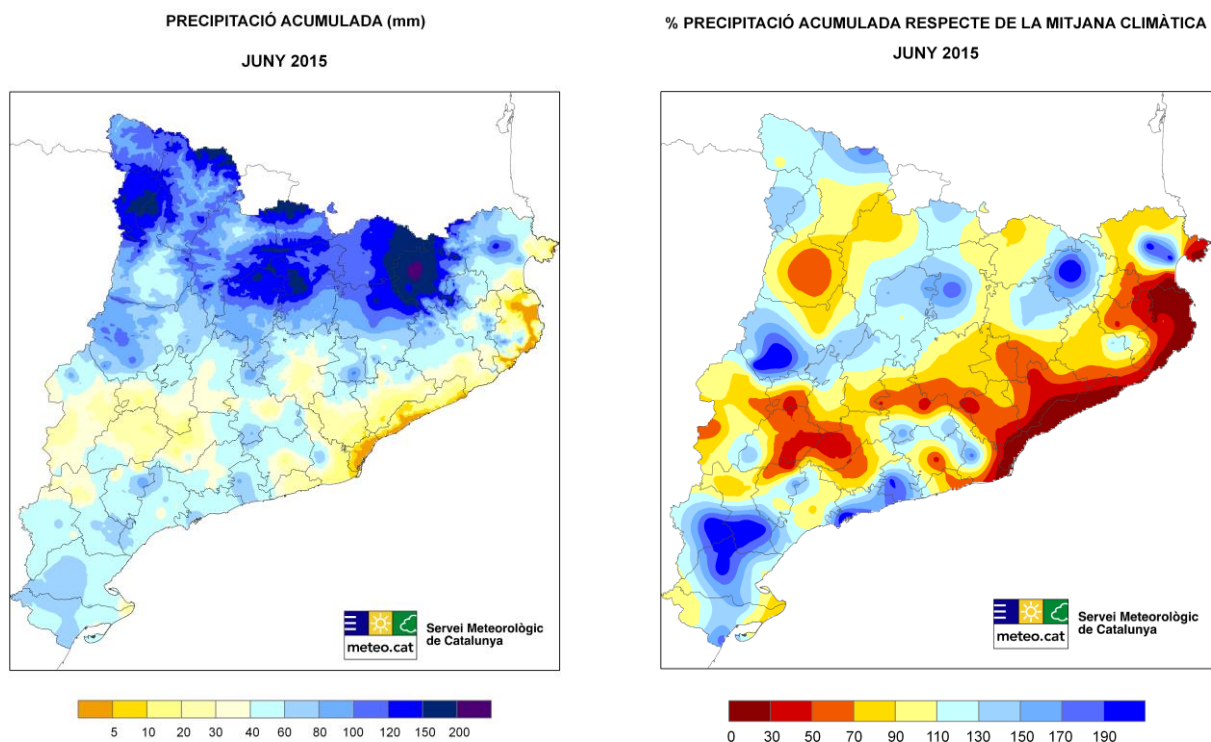 PRECIPITACIÓ ACUMULADA (mm)
JUNY 2015
meteo.cat
Servei Meteorològic
de Catalunya
5 10 20 30 40 60 80 100 120 150 200
% PRECIPITACIÓ ACUMULADA RESPECTE DE LA MITJANA CLIMÀTICA
JUNY 2015
meteo.cat
Servei Meteorològic
de Catalunya
0 30 50 70 90 110 130 150 170 190